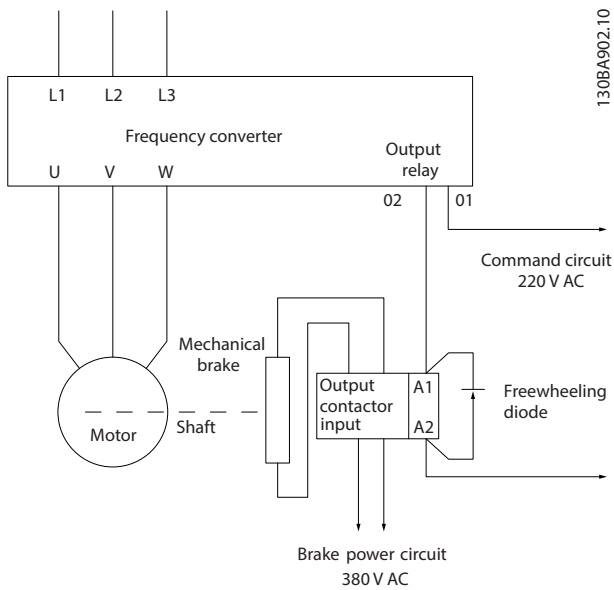 130BA902.10
L1 L2 L3
Frequency converter
Output
relay
U V W
02 01
Command circuit
220 V AC
Mechanical
brake
Output
contactor
input
A1
A2
Freewheeling
diode
Motor
Shaft
Brake power circuit
380 V AC